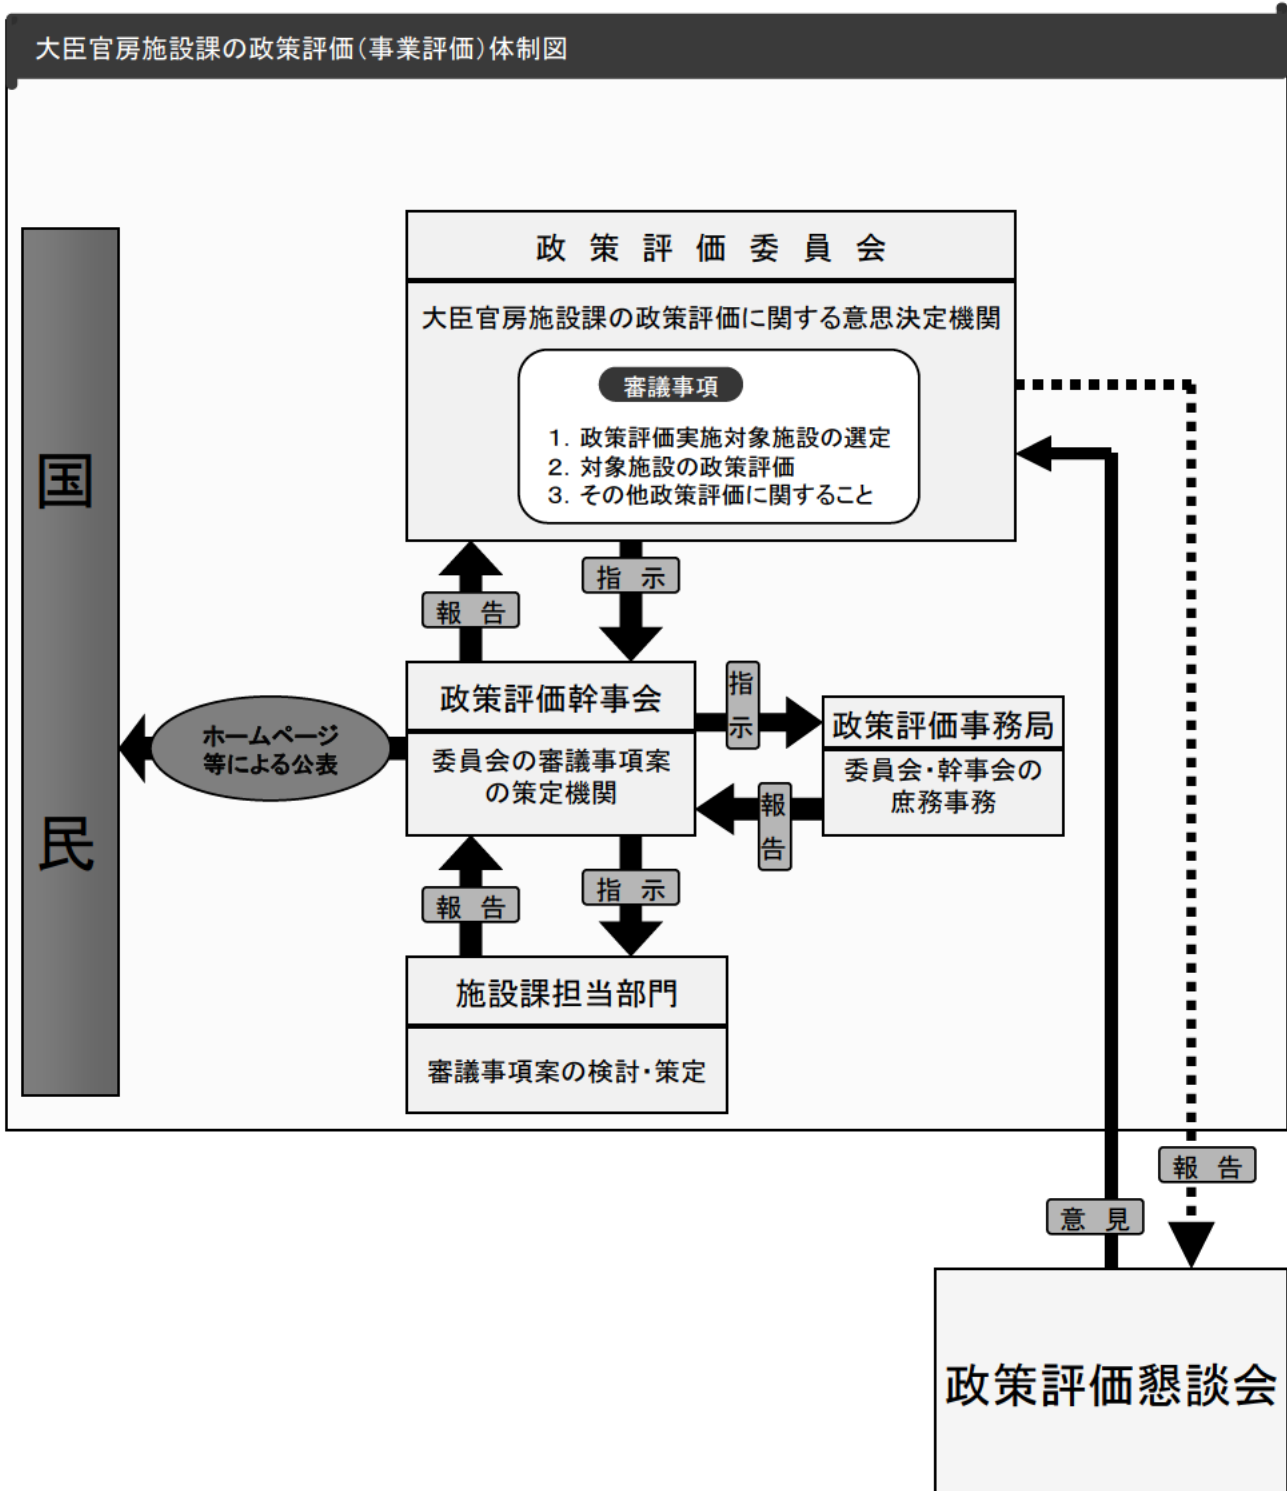 大臣官房施設課の政策評価(事業評価)体制図
政策評価委員会
大臣官房施設課の政策評価に関する意思決定機関
審議事項
1. 政策評価実施対象施設の選定
2. 対象施設の政策評価
3. その他政策評価に関すること
国民
報告
指示
政策評価幹事会
委員会の審議事項案
の策定機関
ホームページ
等による公表
指示
報告
政策評価事務局
委員会・幹事会の
庶務事務
報告
指示
施設課担当部門
審議事項案の検討・策定
報告
意見
政策評価懇談会